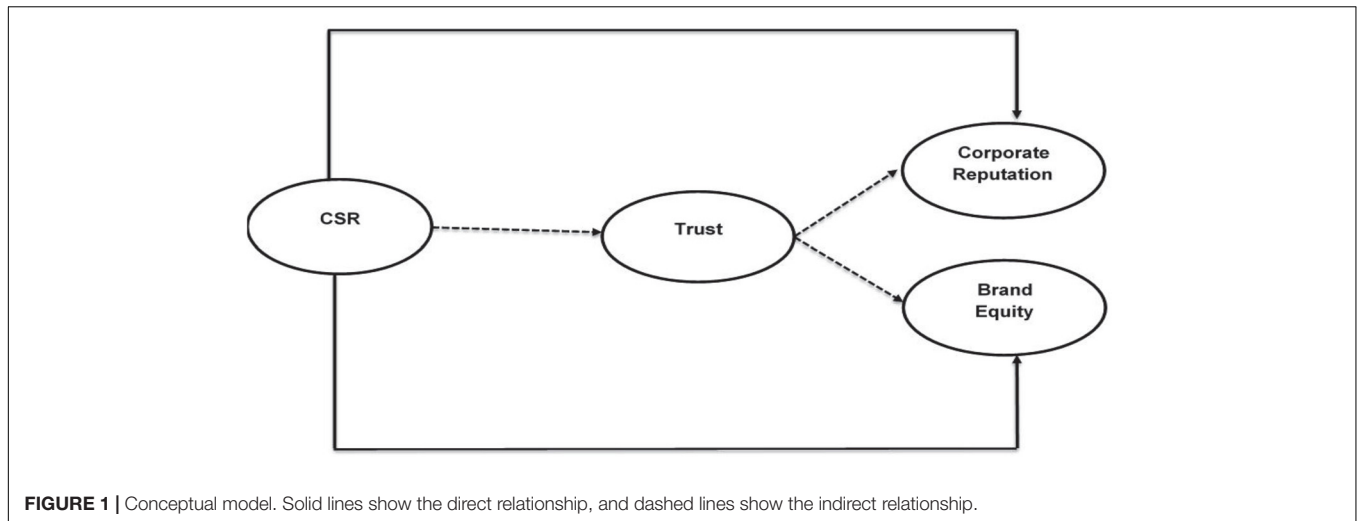 Corporate
Reputation
CSR
Trust
Brand
Equity
FIGURE 1 | Conceptual model. Solid lines show the direct relationship, and dashed lines show the indirect relationship.